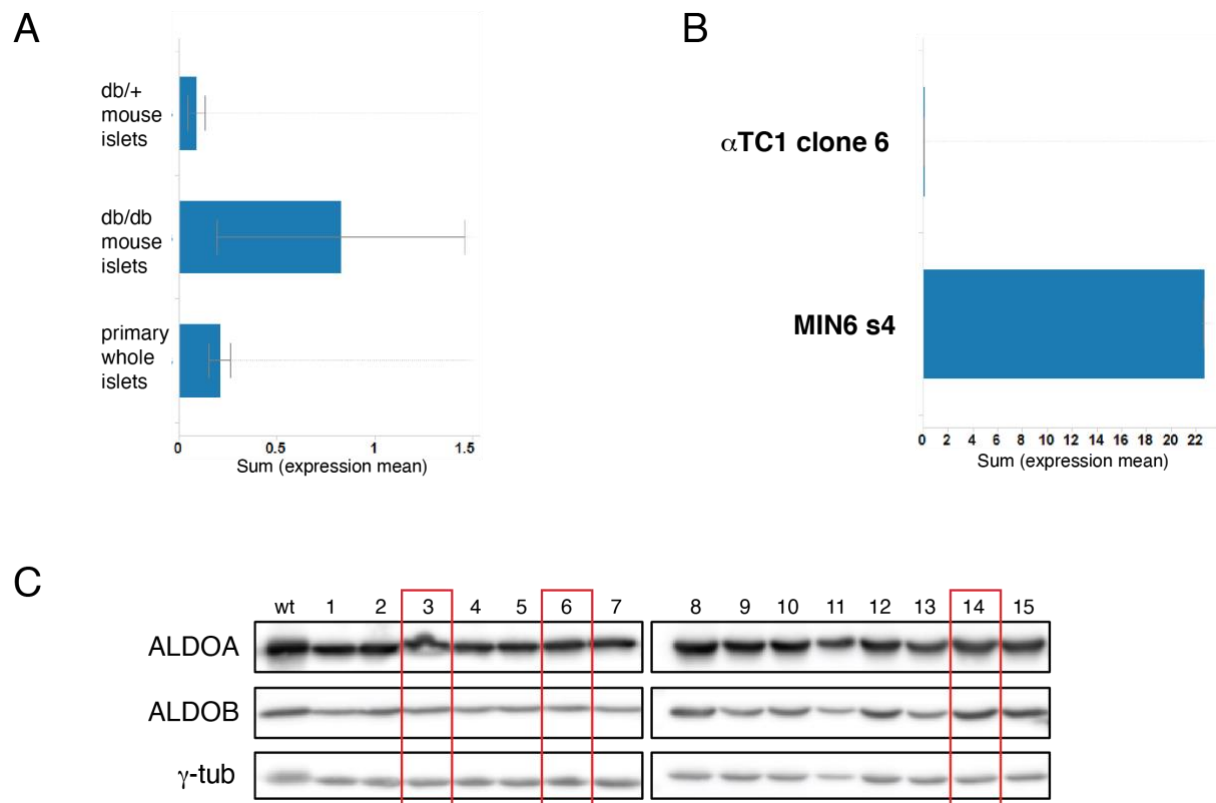 A
db/+
mouse
islets
db/db
mouse
islets
primary
whole
islets
0 0.5 1 1.5
Sum (expression mean)
B
αTC1 clone 6
MIN6 s4
0 2 4 6 8 10 12 14 16 18 20 22
Sum (expression mean)
C
wt 1 2 3 4 5 6 7 8 9 10 11 12 13 14 15
ALDOA
ALDOB
γ-tub